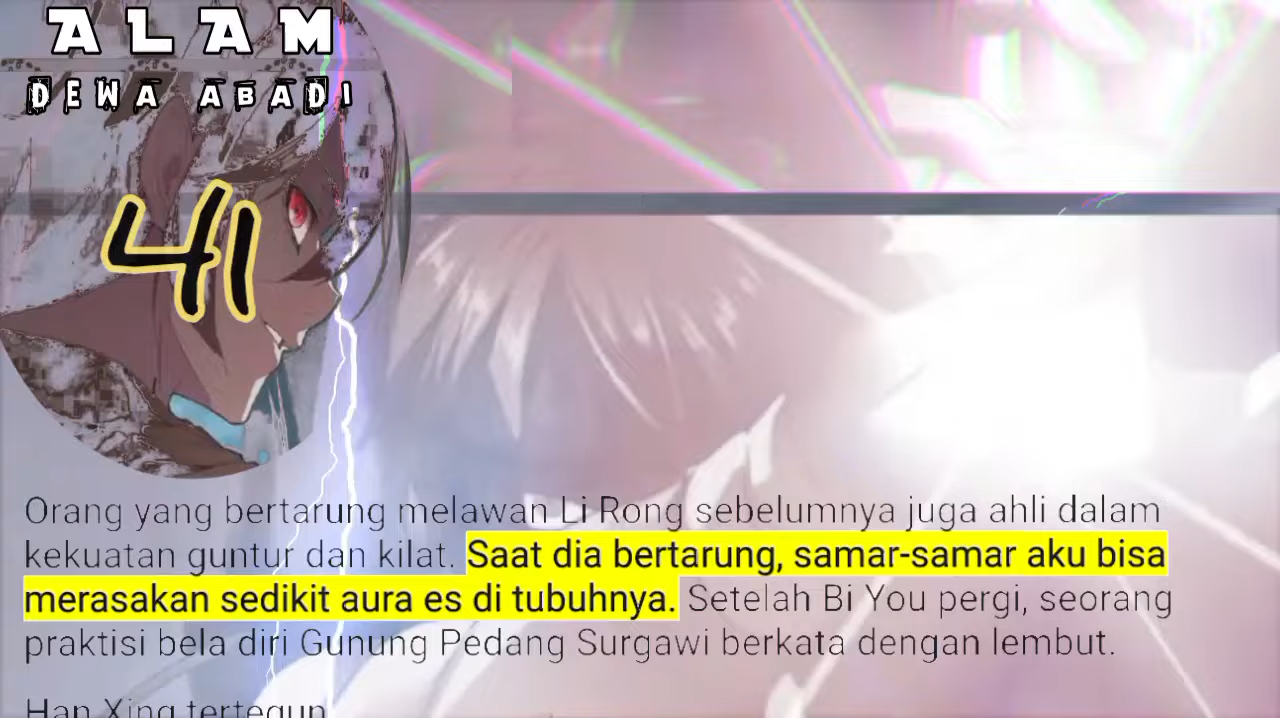 ALAM
DEWA ABADI
41
Orang yang bertarung melawan Li Rong sebelumnya juga ahli dalam
kekuatan guntur dan kilat. Saat dia bertarung, samar-samar aku bisa
merasakan sedikit aura es di tubuhnya. Setelah Bi You pergi, seorang
praktisi bela diri Gunung Pedang Surgawi berkata dengan lembut.
Han Xing tertegun